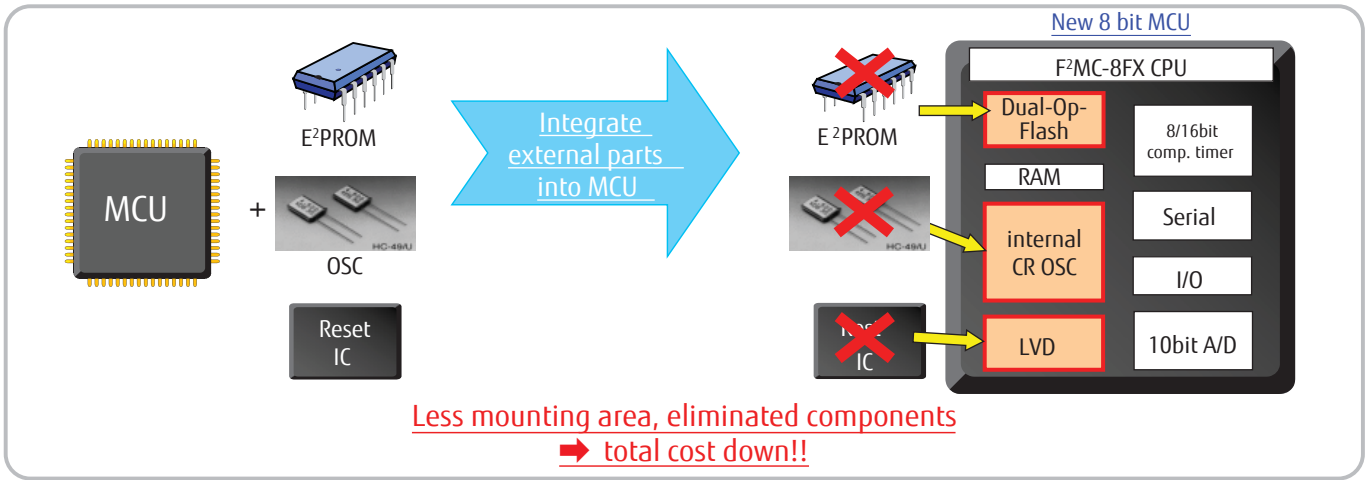 New 8 bit MCU
MCU
+
E²PROM
OSC
HC-49/U
Reset
IC
Integrate
external parts
into MCU
E ²PROM
HC-49/U
IC
F²MC-8FX CPU
Dual-Op-
Flash
RAM
internal
CR OSC
LVD
8/16bit
comp. timer
Serial
I/O
10bit A/D
Less mounting area, eliminated components
➡ total cost down!!